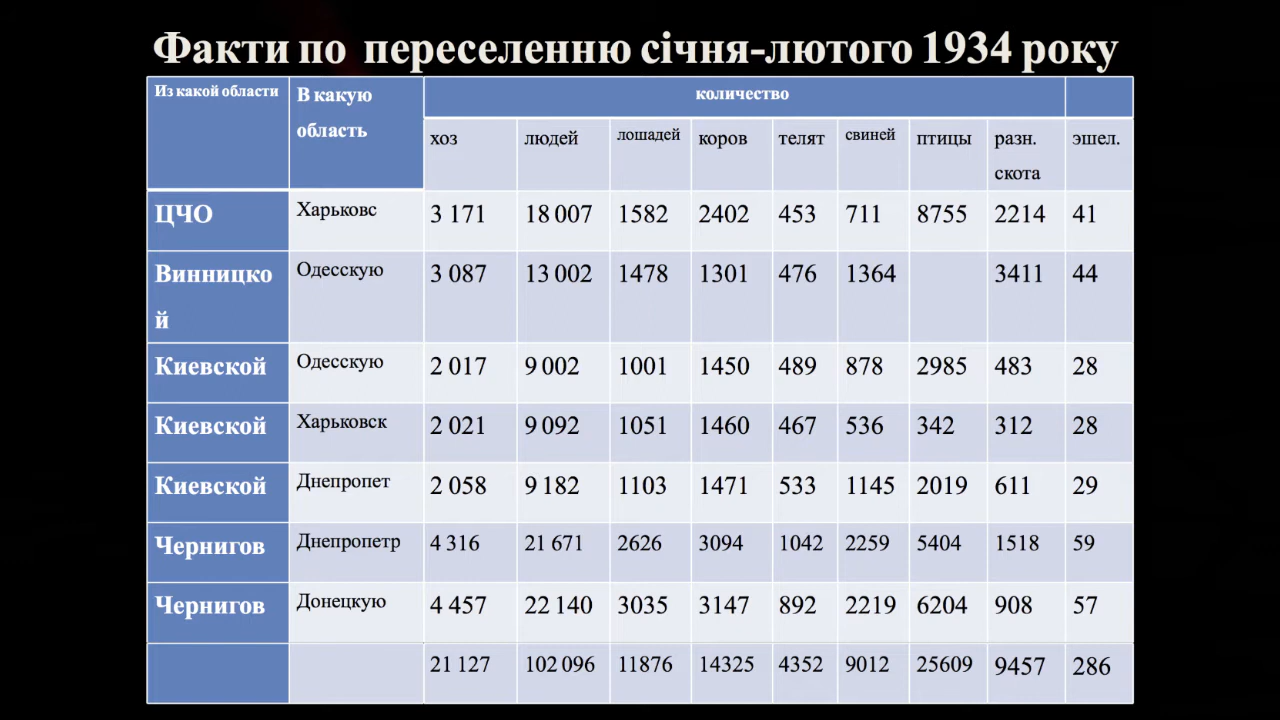 Факти по переселенню січня-лютого 1934 року
Из какой области В какую область количество
хоз людей лошадей коров телят свиней птицы разн. скота эшел.
ЦЧО Харьковс 3 171 18 007 1582 2402 453 711 8755 2214 41
Винницкой Одесскую 3 087 13 002 1478 1301 476 1364 3411 44
Киевской Одесскую 2 017 9 002 1001 1450 489 878 2985 483 28
Киевской Харьковск 2 021 9 092 1051 1460 467 536 342 312 28
Киевской Днепропет 2 058 9 182 1103 1471 533 1145 2019 611 29
Чернигов Днепропетр 4 316 21 671 2626 3094 1042 2259 5404 1518 59
Чернигов Донецкую 4 457 22 140 3035 3147 892 2219 6204 908 57
21 127 102 096 11876 14325 4352 9012 25609 9457 286